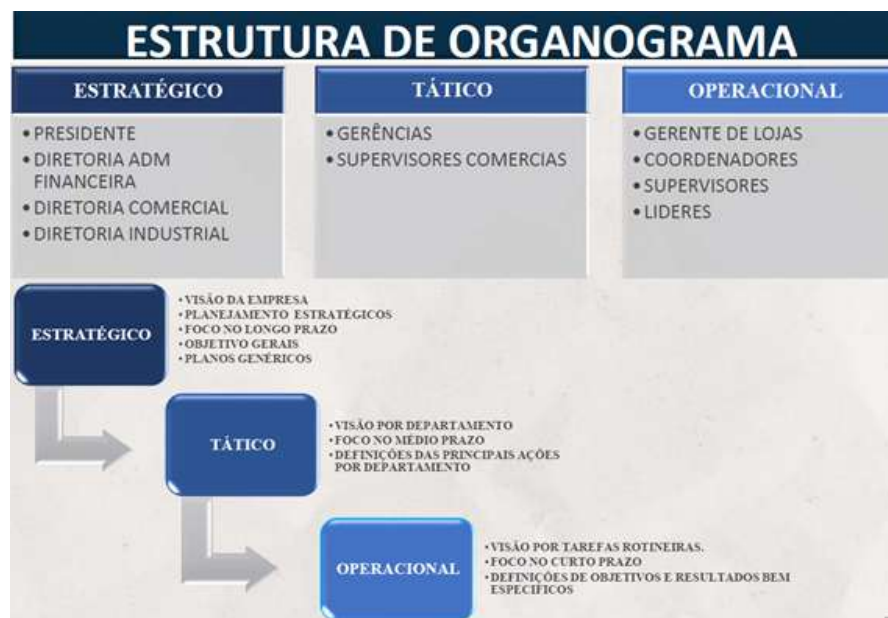 ESTRUTURA DE ORGANOGRAMA
ESTRATÉGICO
• PRESIDENTE
• DIRETORIA ADM
FINANCEIRA
• DIRETORIA COMERCIAL
• DIRETORIA INDUSTRIAL
TÁTICO
• GERÊNCIAS
• SUPERVISORES COMERCIAS
OPERACIONAL
• GERENTE DE LOJAS
• COORDENADORES
• SUPERVISORES
• LIDERES
ESTRATÉGICO
• VISÃO DA EMPRESA
• PLANEJAMENTO ESTRATÉGICOS
• FOCO NO LONGO PRAZO
• OBJETIVO GERAIS
• PLANOS GENÉRICOS
TÁTICO
• VISÃO POR DEPARTAMENTO
• FOCO NO MÉDIO PRAZO
• DEFINIÇÕES DAS PRINCIPAIS AÇÕES
POR DEPARTAMENTO
OPERACIONAL
• VISÃO POR TAREFAS ROTINEIRAS.
• FOCO NO CURTO PRAZO
• DEFINIÇÕES DE OBJETIVOS E RESULTADOS BEM
ESPECÍFICOS